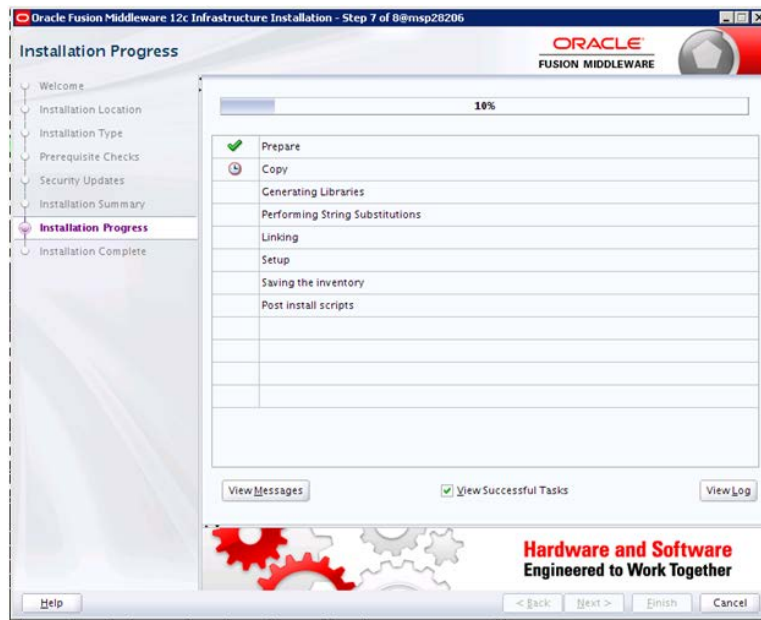 Oracle Fusion Middleware 12c Infrastructure Installation - Step 7 of 8@msp28206
Installation Progress
ORACLE
FUSION MIDDLEWARE
Welcome
Installation Location
Installation Type
Prerequisite Checks
Security Updates
Installation Summary
Installation Progress
Installation Complete
10%
Prepare
Copy
Generating Libraries
Performing String Substitutions
Linking
Setup
Saving the inventory
Post install scripts
View Messages
View Successful Tasks
View Log
Hardware and Software
Engineered to Work Together
Help
< Back
Next >
Finish
Cancel